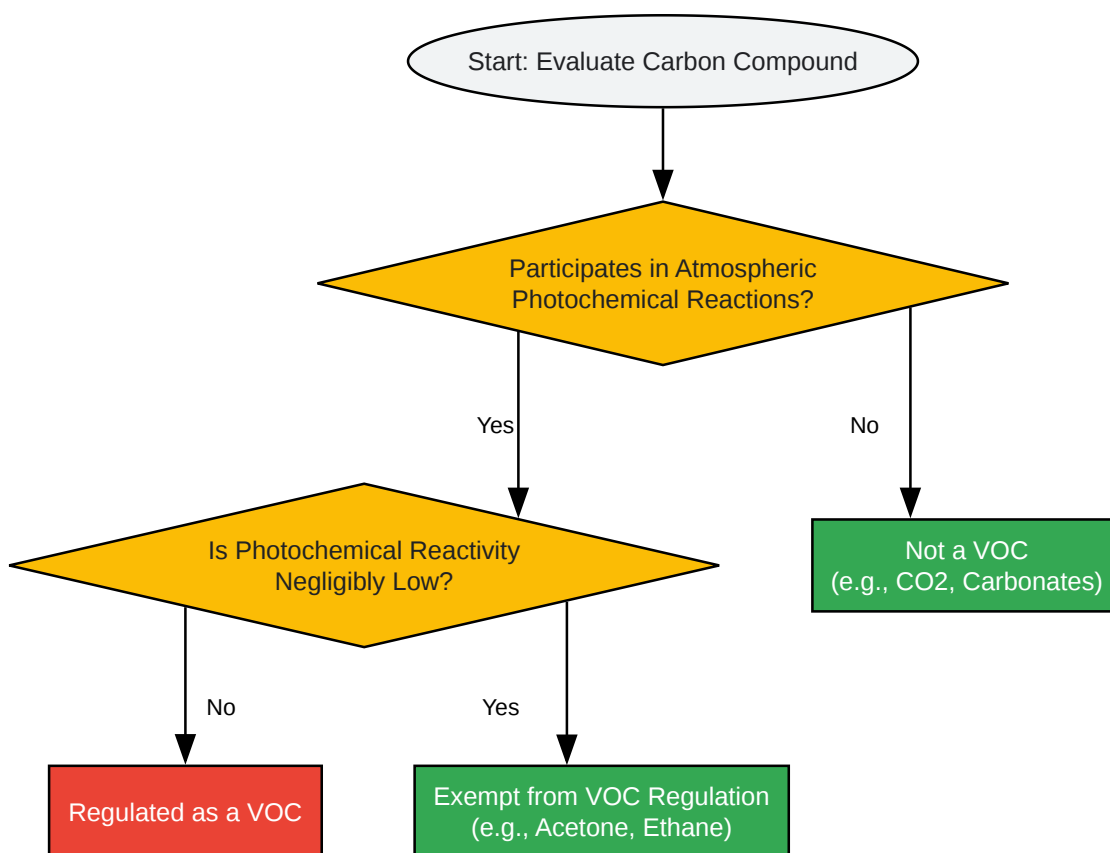 Start: Evaluate Carbon Compound
Participates in Atmospheric
Photochemical Reactions?
Yes
No
Is Photochemical Reactivity
Negligibly Low?
Not a VOC
(e.g., CO2, Carbonates)
No
Yes
Regulated as a VOC
Exempt from VOC Regulation
(e.g., Acetone, Ethane)